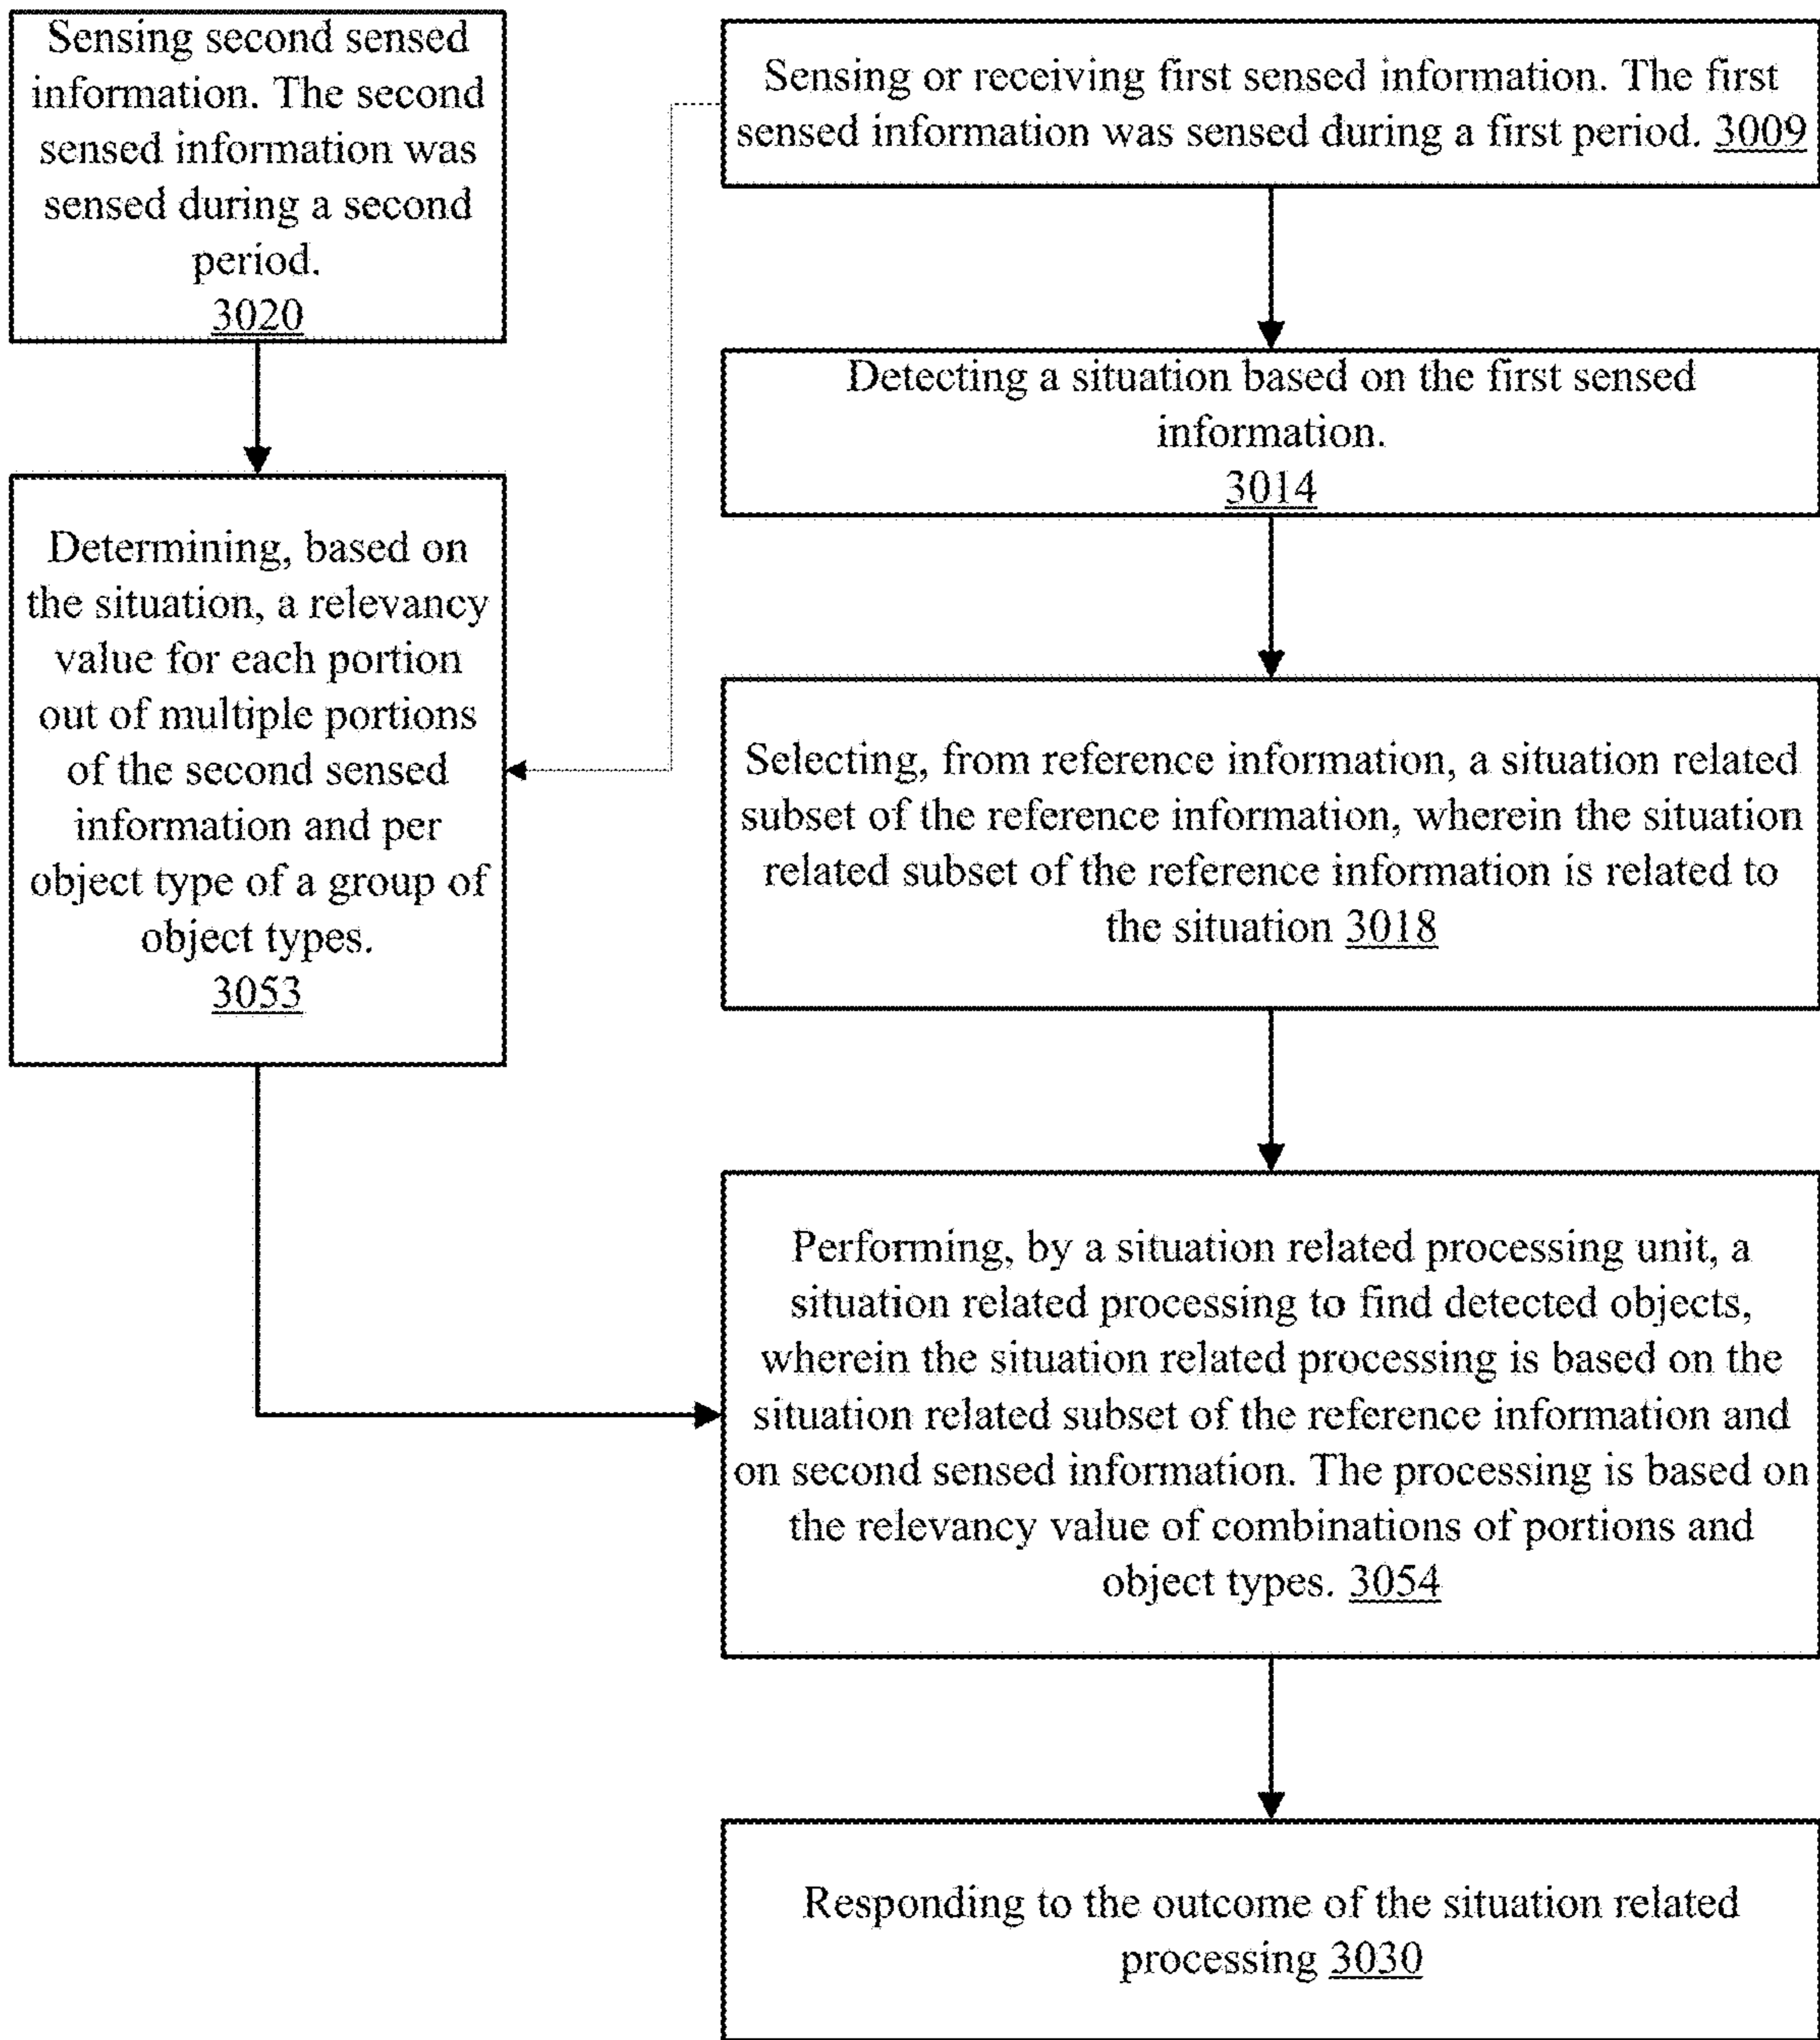 Sensing second sensed
information. The second
sensed information was
sensed during a second
period.
3020
Determining, based on
the situation, a relevancy
value for each portion
out of multiple portions
of the second sensed
information and per
object type of a group of
object types.
3053
Sensing or receiving first sensed information. The first
sensed information was sensed during a first period. 3009
Detecting a situation based on the first sensed
information.
3014
Selecting, from reference information, a situation related
subset of the reference information, wherein the situation
related subset of the reference information is related to
the situation 3018
Performing, by a situation related processing unit, a
situation related processing to find detected objects,
wherein the situation related processing is based on the
situation related subset of the reference information and
on second sensed information. The processing is based on
the relevancy value of combinations of portions and
object types. 3054
Responding to the outcome of the situation related
processing 3030